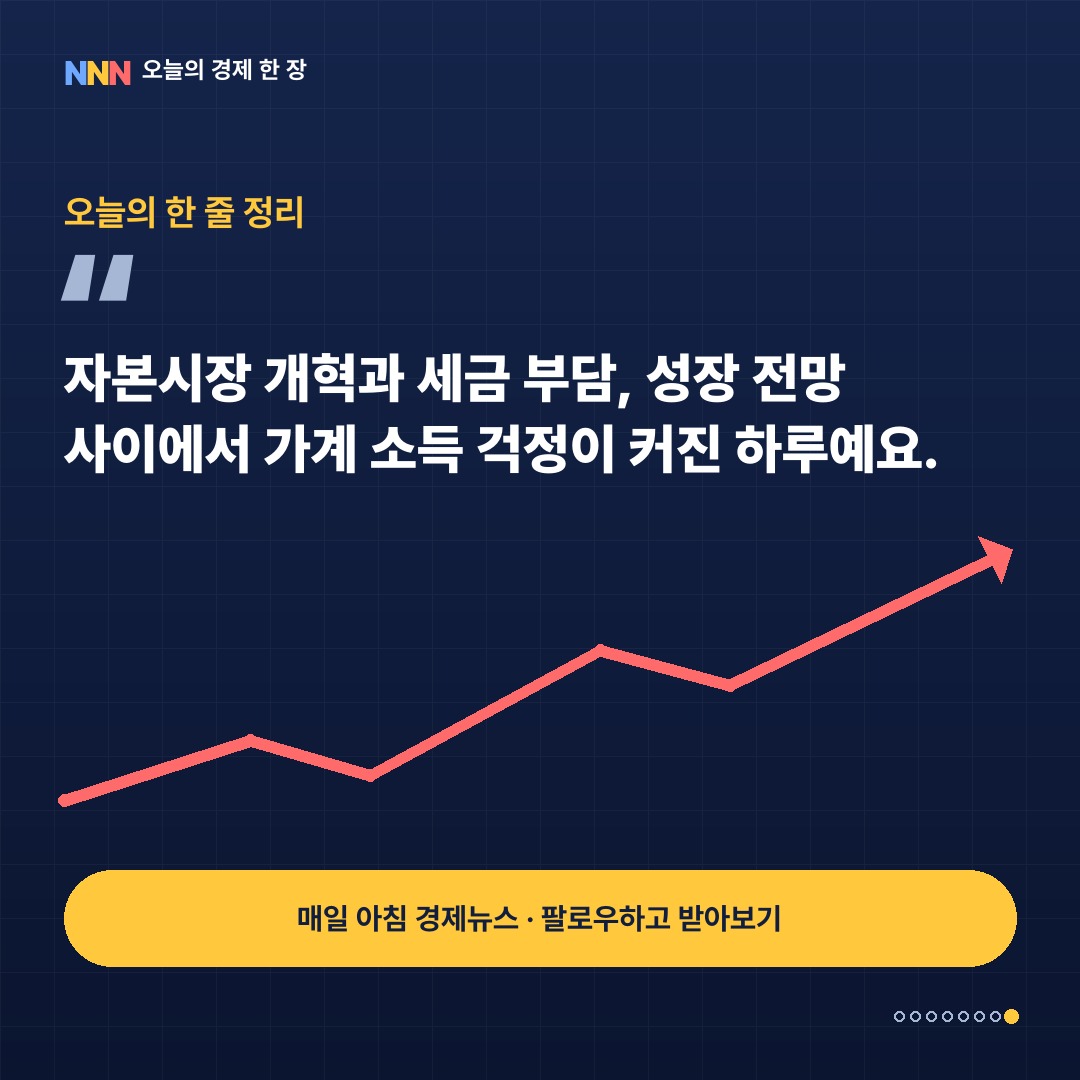 NNN 오늘의 경제 한 장
오늘의 한 줄 정리
"
자본시장 개혁과 세금 부담, 성장 전망
사이에서 가계 소득 걱정이 커진 하루예요.
매일 아침 경제뉴스 · 팔로우하고 받아보기